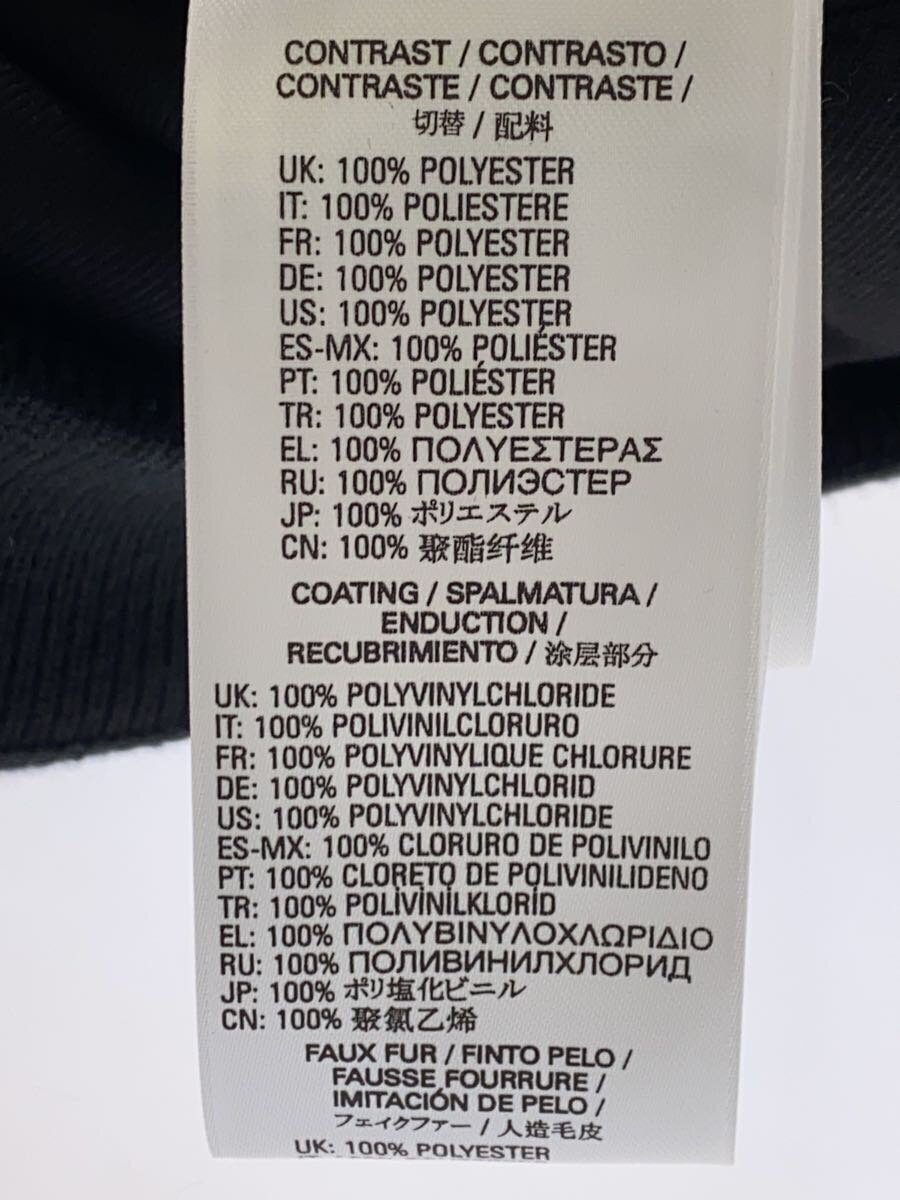 CONTRAST / CONTRASTO /
CONTRASTE / CONTRASTE /
切替 / 配料
UK: 100% POLYESTER
IT: 100% POLIESTERE
FR: 100% POLYESTER
DE: 100% POLYESTER
US: 100% POLYESTER
ES-MX: 100% POLIÉSTER
PT: 100% POLIÉSTER
TR: 100% POLYESTER
EL: 100% ΠΟΛΥΕΣΤΕΡΑΣ
RU: 100% ПОЛИЭСТЕР
JP: 100% ポリエステル
CN: 100% 聚酯纤维
COATING / SPALMATURA /
ENDUCTION /
RECUBRIMIENTO / 涂层部分
UK: 100% POLYVINYLCHLORIDE
IT: 100% POLIVINILCLORURO
FR: 100% POLYVINYLIQUE CHLORURE
DE: 100% POLYVINYLCHLORID
US: 100% POLYVINYLCHLORIDE
ES-MX: 100% CLORURO DE POLIVINILO
PT: 100% CLORETO DE POLIVINILIDENO
TR: 100% POLİVİNİLKLORİD
EL: 100% ΠΟΛΥΒΙΝΥΛΟΧΛΩΡΙΔΙΟ
RU: 100% ПОЛИВИНИЛХЛОРИД
JP: 100% ポリ塩化ビニル
CN: 100% 聚氯乙烯
FAUX FUR / FINTO PELO /
FAUSSE FOURRURE /
IMITACIÓN DE PELO /
フェイクファー / 人造毛皮
UK: 100% POLYESTER